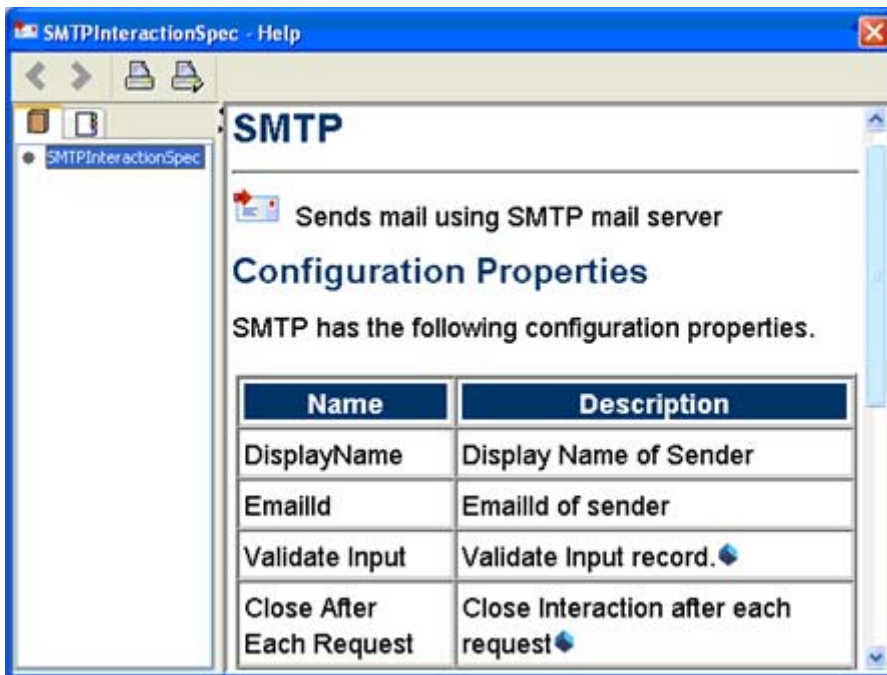 SMTPInteractionSpec - Help
SMTPInteractionSpec
SMTP
Sends mail using SMTP mail server
Configuration Properties
SMTP has the following configuration properties.
Name Description
DisplayName Display Name of Sender
EmailId EmailId of sender
Validate Input Validate Input record.
Close After Close Interaction after each
Each Request request